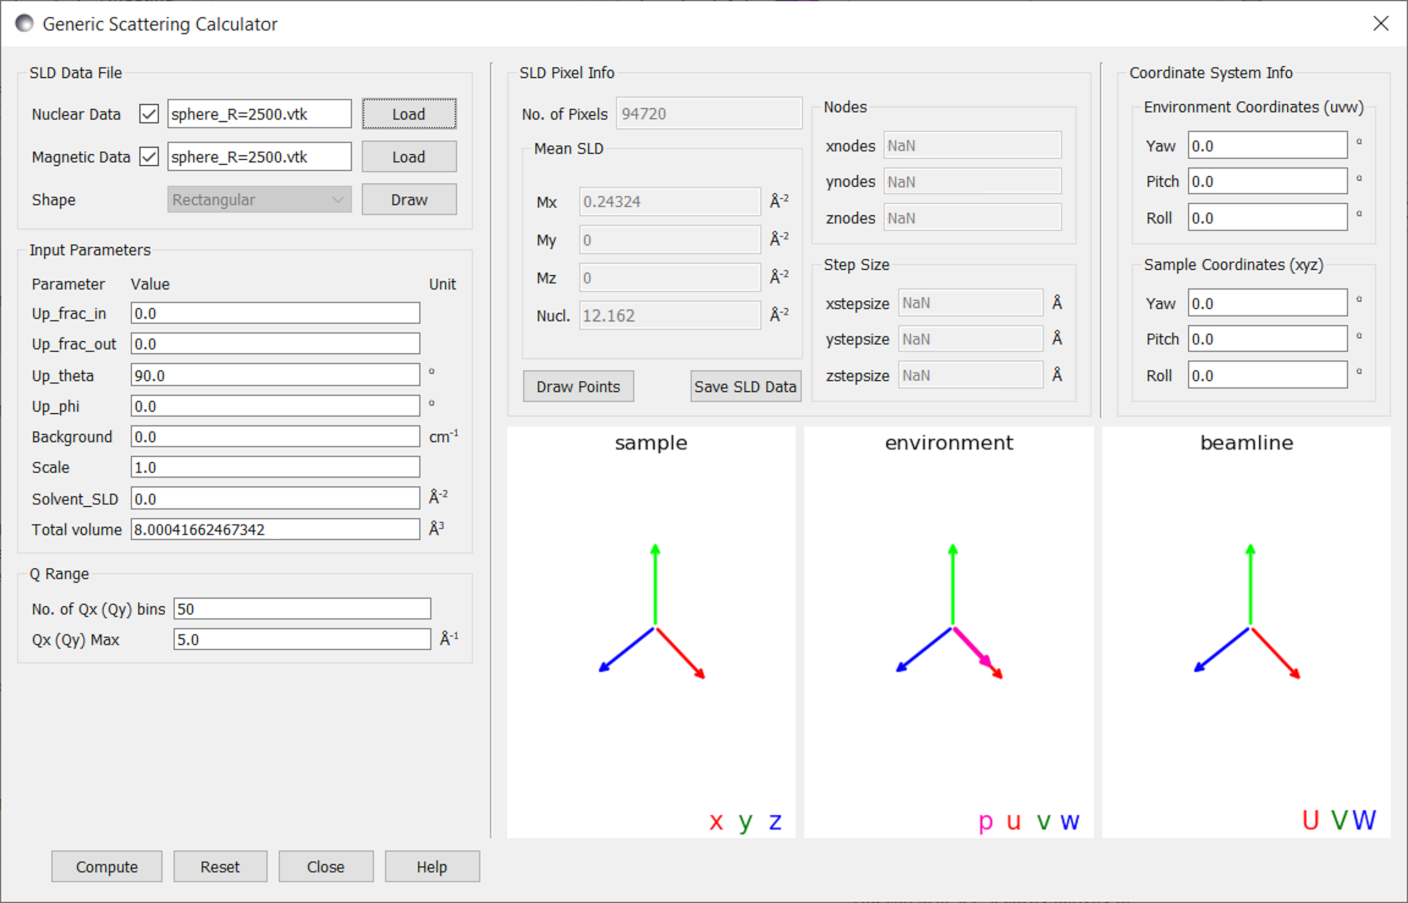 Generic Scattering Calculator
SLD Data File
Nuclear Data sphere_R=2500.vtk Load
Magnetic Data sphere_R=2500.vtk Load
Shape Rectangular Draw
Input Parameters
Parameter Value Unit
Up_frac_in 0.0
Up_frac_out 0.0
Up_theta 90.0 º
Up_phi 0.0 º
Background 0.0 cm-1
Scale 1.0
Solvent_SLD 0.0 Å-2
Total volume 8.00041662467342 Å3
Q Range
No. of Qx (Qy) bins 50
Qx (Qy) Max 5.0 Å-1
Compute Reset Close Help
SLD Pixel Info
No. of Pixels 94720
Mean SLD
Mx 0.24324 Å-2
My 0 Å-2
Mz 0 Å-2
Nucl. 12.162 Å-2
Draw Points Save SLD Data
Nodes
xnodes NaN
ynodes NaN
znodes NaN
Step Size
xstepsize NaN Å
ystepsize NaN Å
zstepsize NaN Å
Coordinate System Info
Environment Coordinates (uvw)
Yaw 0.0 º
Pitch 0.0 º
Roll 0.0 º
Sample Coordinates (xyz)
Yaw 0.0 º
Pitch 0.0 º
Roll 0.0 º
sample
x y z
environment
p u v w
beamline
U V W